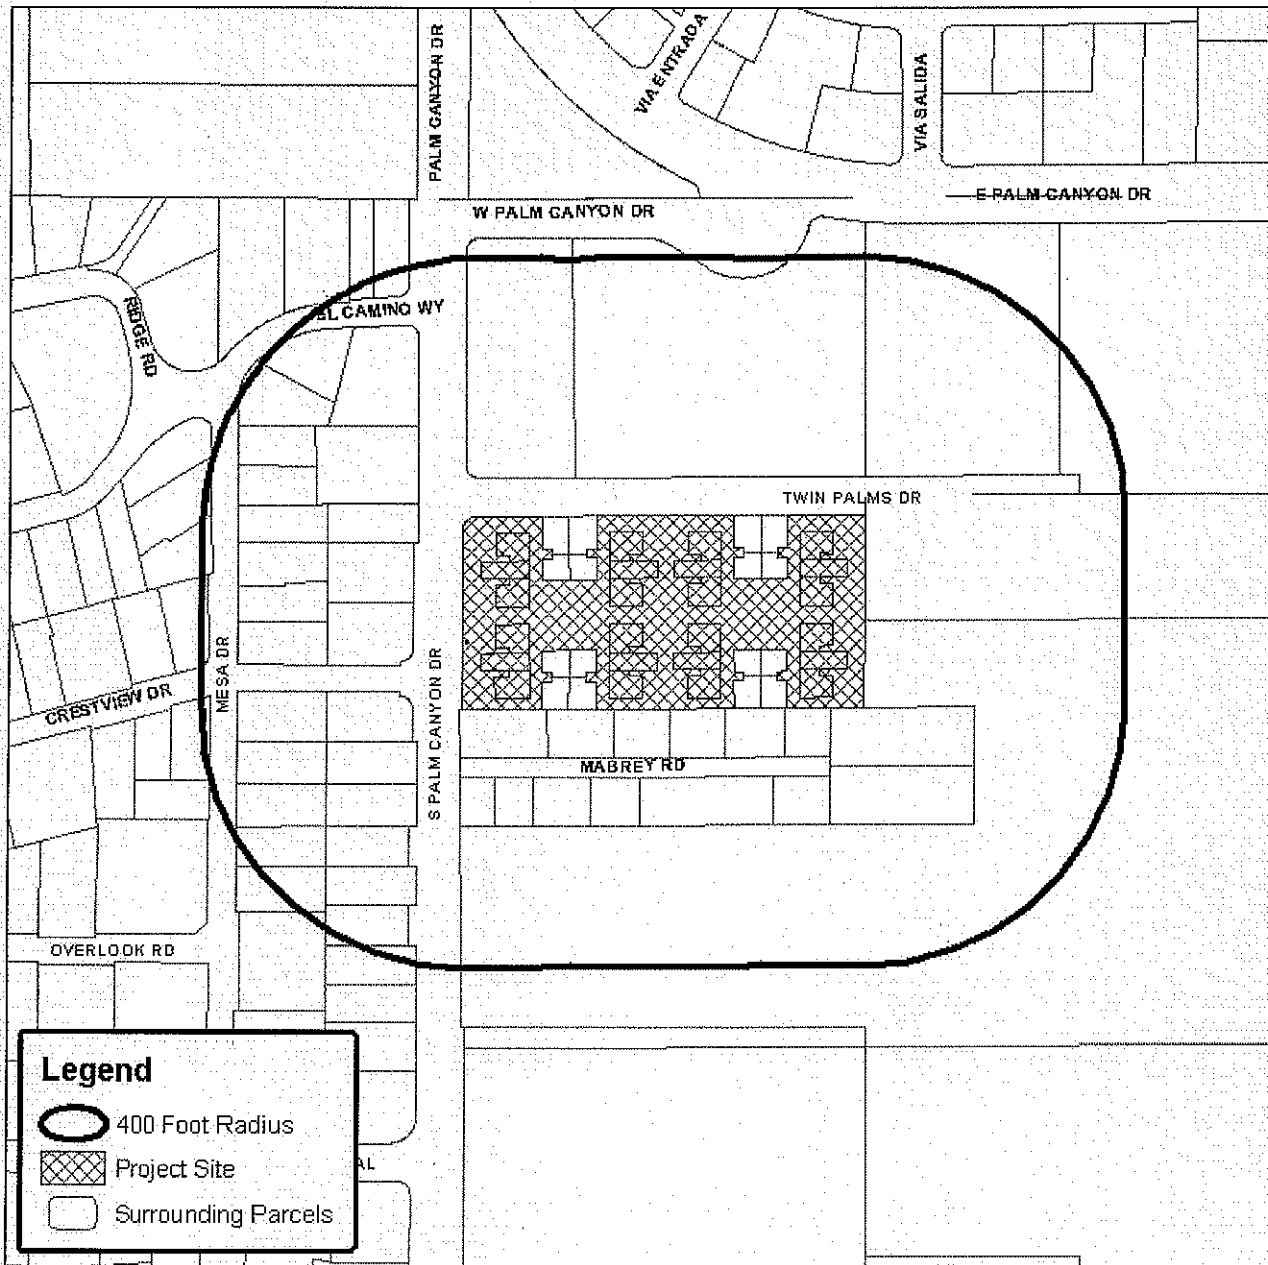 PALM CANYON DR
VIA ENTRADA
VIA SALIDA
E PALM CANYON DR
W PALM CANYON DR
EL CAMINO WY
RIDGE RD
TWIN PALMS DR
MESA DR
CRESTVIEW DR
S PALM CANYON DR
MABREY RD
OVERLOOK RD
AL
Legend
400 Foot Radius
Project Site
Surrounding Parcels